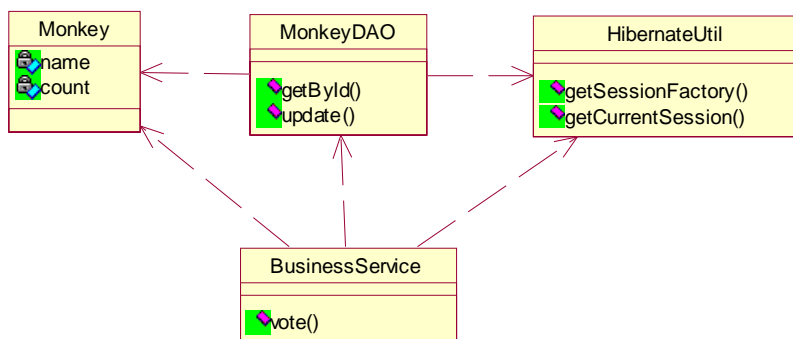 Monkey
name
count
MonkeyDAO
getById()
update()
HibernateUtil
getSessionFactory()
getCurrentSession()
BusinessService
vote()